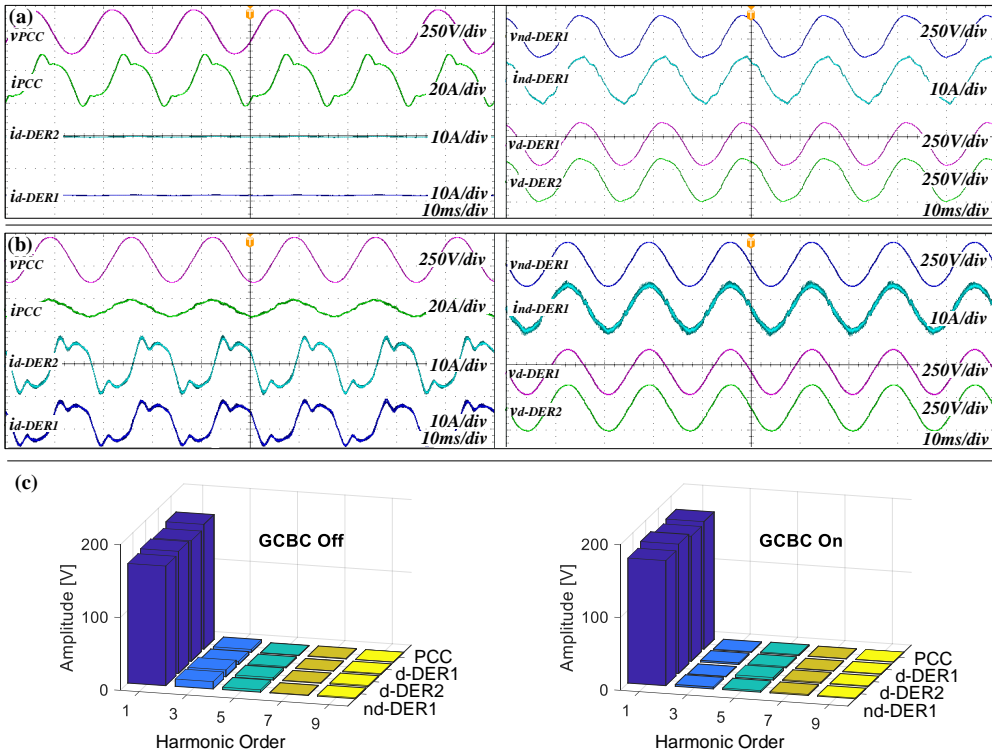 (a)
vPCC
250V/div
iPCC
20A/div
id-DER2
10A/div
id-DER1
10A/div
10ms/div
T
vnd-DER1
250V/div
ind-DER1
10A/div
vd-DER1
250V/div
vd-DER2
250V/div
10ms/div
T
(b)
vPCC
250V/div
iPCC
20A/div
id-DER2
10A/div
id-DER1
10A/div
10ms/div
T
vnd-DER1
250V/div
ind-DER1
10A/div
vd-DER1
250V/div
vd-DER2
250V/div
10ms/div
T
(c)
GCBC Off
Amplitude [V]
200
100
0
1
3
5
7
9
Harmonic Order
PCC
d-DER1
d-DER2
nd-DER1
GCBC On
Amplitude [V]
200
100
0
1
3
5
7
9
Harmonic Order
PCC
d-DER1
d-DER2
nd-DER1